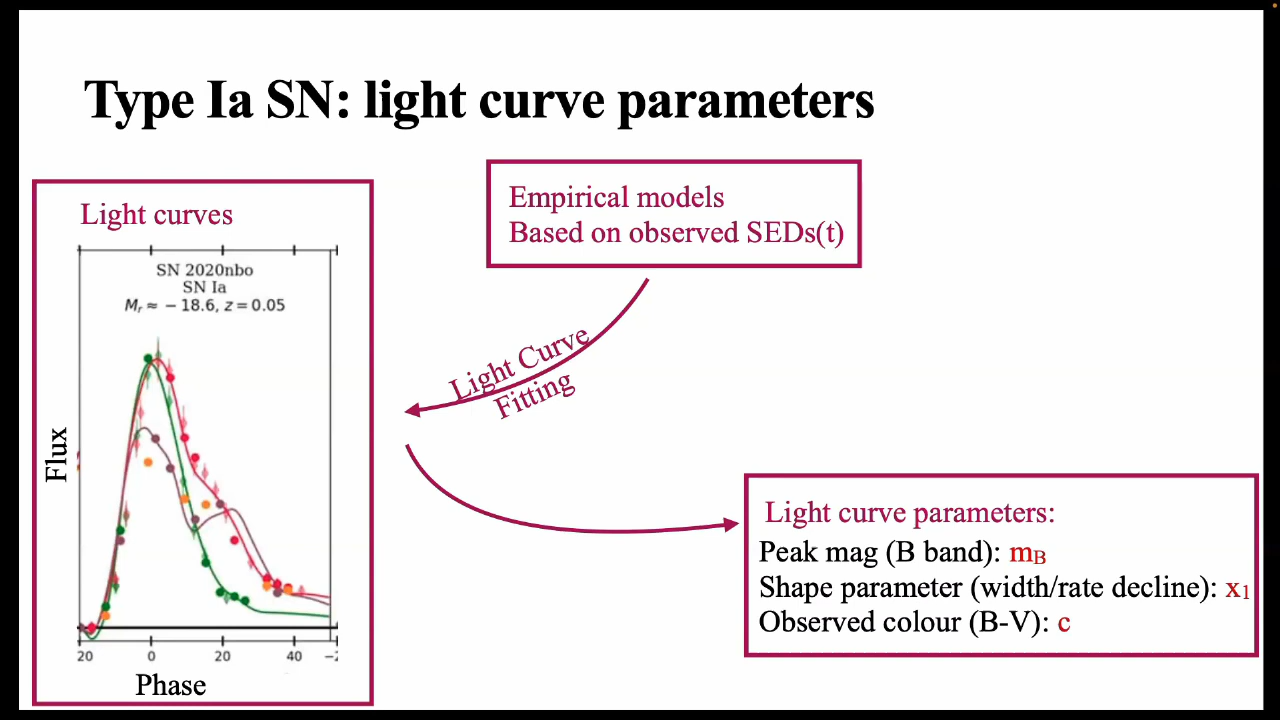 Type Ia SN: light curve parameters
Light curves
SN 2020nbo
SN Ia
Mᵣ ≈ − 18.6, z = 0.05
Flux
20 0 20 40 −2
Phase
Empirical models
Based on observed SEDs(t)
Light Curve
Fitting
Light curve parameters:
Peak mag (B band): mB
Shape parameter (width/rate decline): x₁
Observed colour (B-V): c